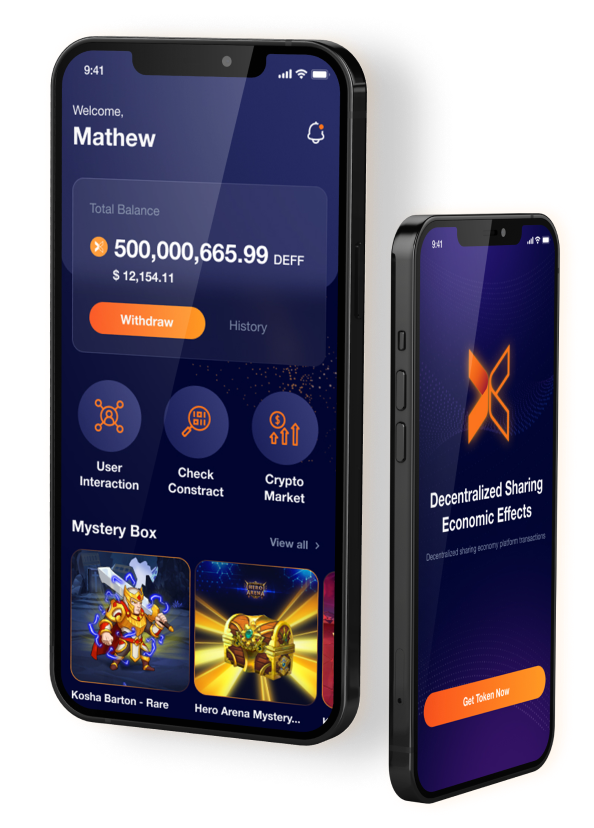 9:41
Welcome,
Mathew
Total Balance
500,000,665.99 DEFF
$ 12,154.11
Withdraw
History
User
Interaction
Check
Constract
Crypto
Market
Mystery Box
View all
HERO
ARENA
Kosha Barton - Rare
Hero Arena Mystery...
9:41
Decentralized Sharing
Economic Effects
Decentralized sharing economy platform transactions
Get Token Now